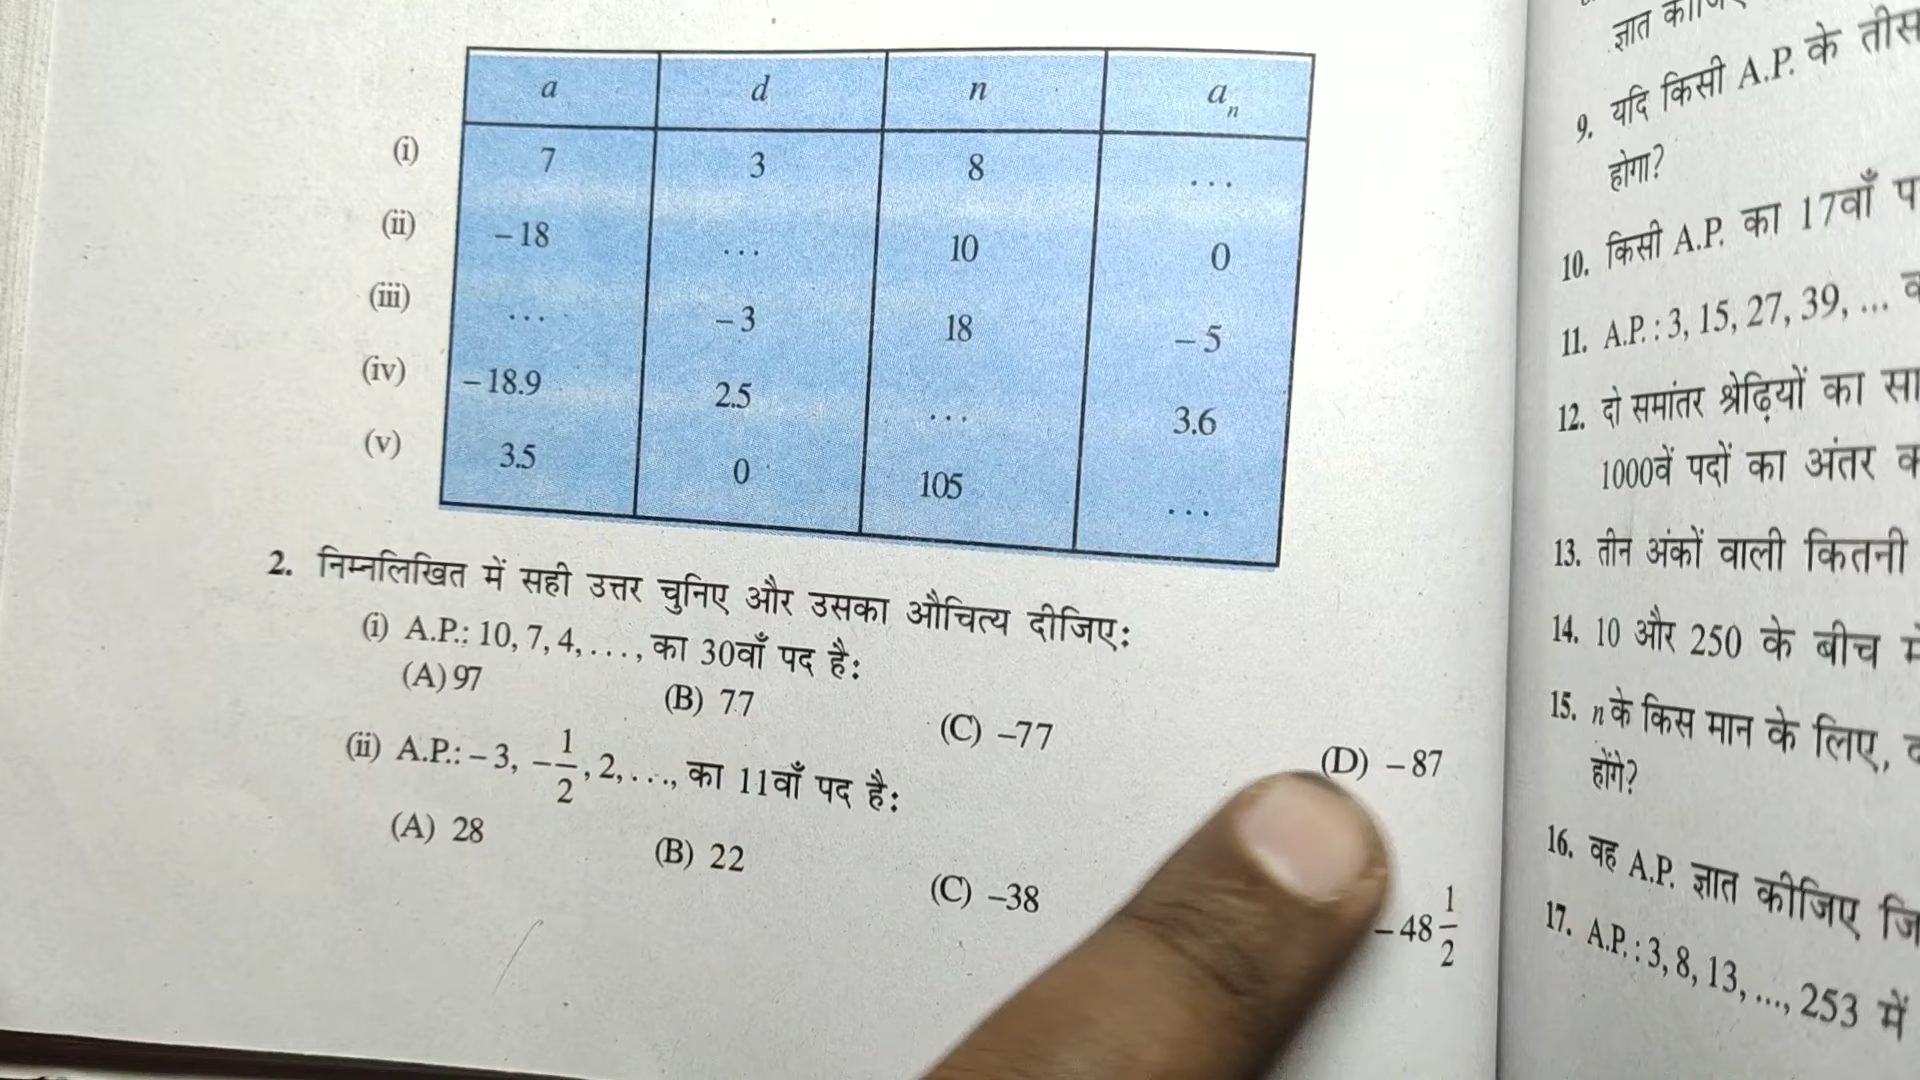 a d n aₙ
(i) 7 3 8 ...
(ii) – 18 ... 10 0
(iii) ... – 3 18 – 5
(iv) – 18.9 2.5 ... 3.6
(v) 3.5 0 105 ...
2. निम्नलिखित में सही उत्तर चुनिए और उसका औचित्य दीजिए:
(i) A.P.: 10, 7, 4, . . ., का 30वाँ पद है:
(A) 97 (B) 77 (C) –77 (D) – 87
(ii) A.P.: – 3, –1/2, 2, . . ., का 11वाँ पद है:
(A) 28 (B) 22 (C) –38 – 48 1/2
ज्ञात
9. यदि किसी A.P. के
होगा?
10. किसी A.P. का 17वाँ
11. A.P. : 3, 15, 27, 39, ...
12. दो समांतर श्रेढ़ियों का
1000वें पदों का अंतर
13. तीन अंकों वाली कितनी
14. 10 और 250 के बीच
15. n के किस मान के लिए,
होंगे?
16. वह A.P. ज्ञात कीजिए
17. A.P. : 3, 8, 13, ..., 253 में